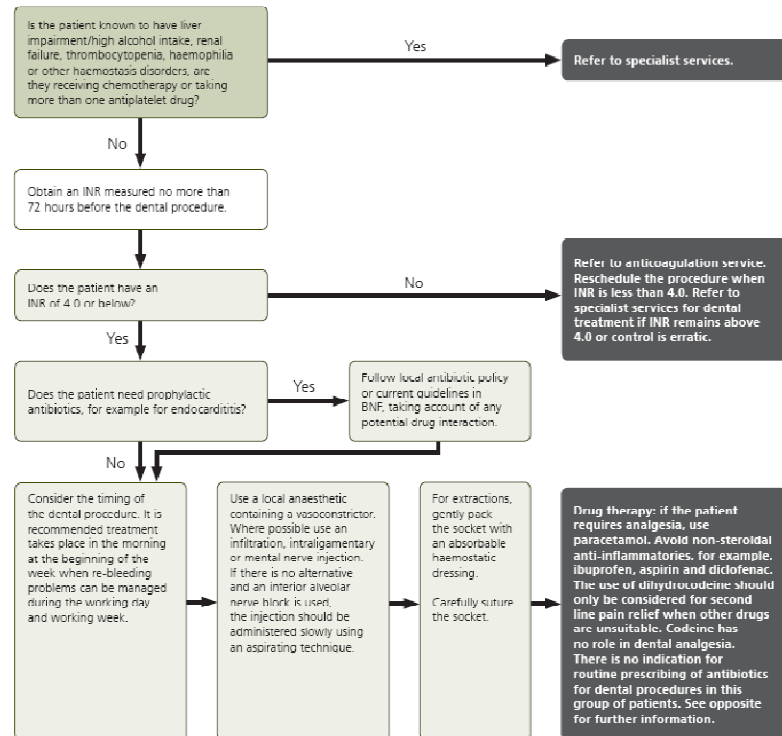 Is the patient known to have liver
impairment/high alcohol intake, renal
failure, thrombocytopenia, haemophilia
or other haemostasis disorders, are
they receiving chemotherapy or taking
more than one antiplatelet drug?
Yes
Refer to specialist services.
No
Obtain an INR measured no more than
72 hours before the dental procedure.
Does the patient have an
INR of 4.0 or below?
No
Refer to anticoagulation service.
Reschedule the procedure when
INR is less than 4.0. Refer to
specialist services for dental
treatment if INR remains above
4.0 or control is erratic.
Yes
Does the patient need prophylactic
antibiotics, for example for endocardititis?
Yes
Follow local antibiotic policy
or current guidelines in
BNF, taking account of any
potential drug interaction.
No
Consider the timing of
the dental procedure. It is
recommended treatment
takes place in the morning
at the beginning of the
week when re-bleeding
problems can be managed
during the working day
and working week.
Use a local anaesthetic
containing a vasoconstrictor.
Where possible use an
infiltration, intraligamentary
or mental nerve injection.
If there is no alternative
and an interior alveolar
nerve block is used,
the injection should be
administered slowly using
an aspirating technique.
For extractions,
gently pack
the socket with
an absorbable
haemostatic
dressing.
Carefully suture
the socket.
Drug therapy: if the patient
requires analgesia, use
paracetamol. Avoid non-steroidal
anti-inflammatories, for example,
ibuprofen, aspirin and diclofenac.
The use of dihydrocodeine should
only be considered for second
line pain relief when other drugs
are unsuitable. Codeine has
no role in dental analgesia.
There is no indication for
routine prescribing of antibiotics
for dental procedures in this
group of patients. See opposite
for further information.